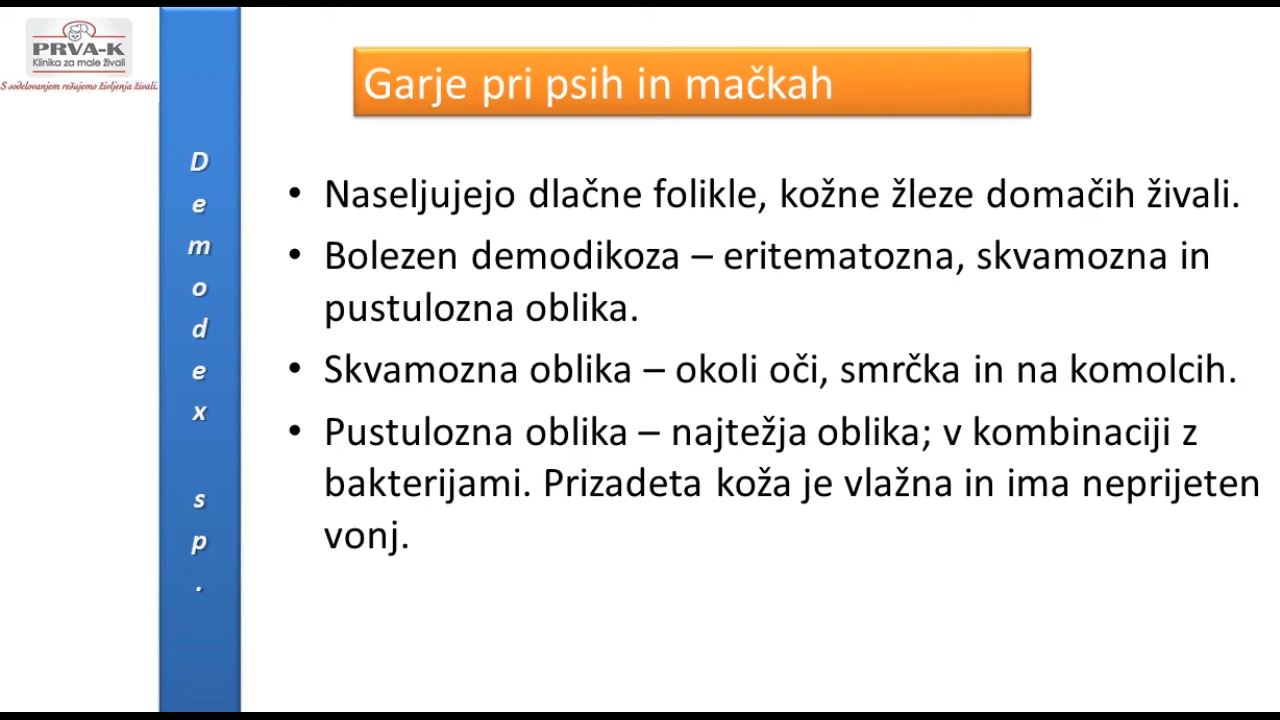 PRVA-K
Klinika za male živali
S sodelovanjem rešujemo življenja živali.
Demodex sp.
Garje pri psih in mačkah
• Naseljujejo dlačne folikle, kožne žleze domačih živali.
• Bolezen demodikoza – eritematozna, skvamozna in
pustulozna oblika.
• Skvamozna oblika – okoli oči, smrčka in na komolcih.
• Pustulozna oblika – najtežja oblika; v kombinaciji z
bakterijami. Prizadeta koža je vlažna in ima neprijeten
vonj.